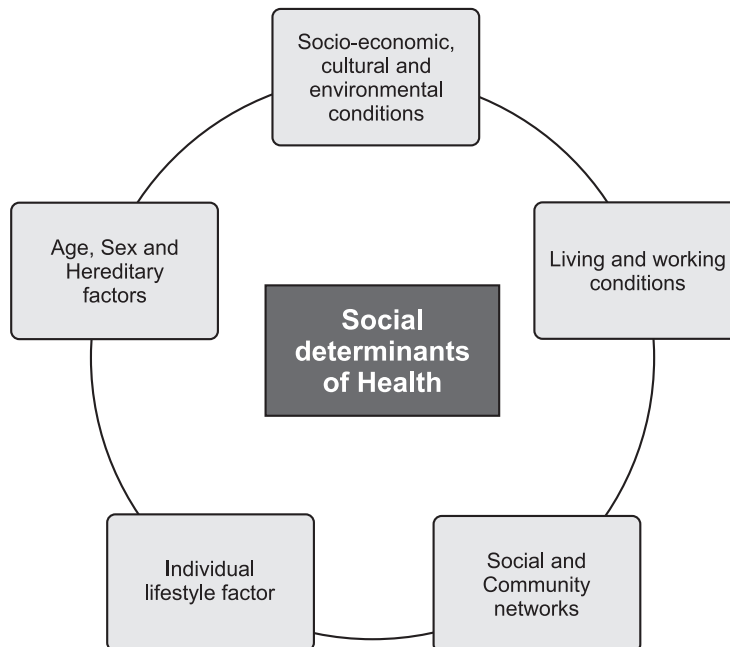 Socio-economic,
cultural and
environmental
conditions
Age, Sex and
Hereditary
factors
Living and working
conditions
Social
determinants
of Health
Individual
lifestyle factor
Social and
Community
networks